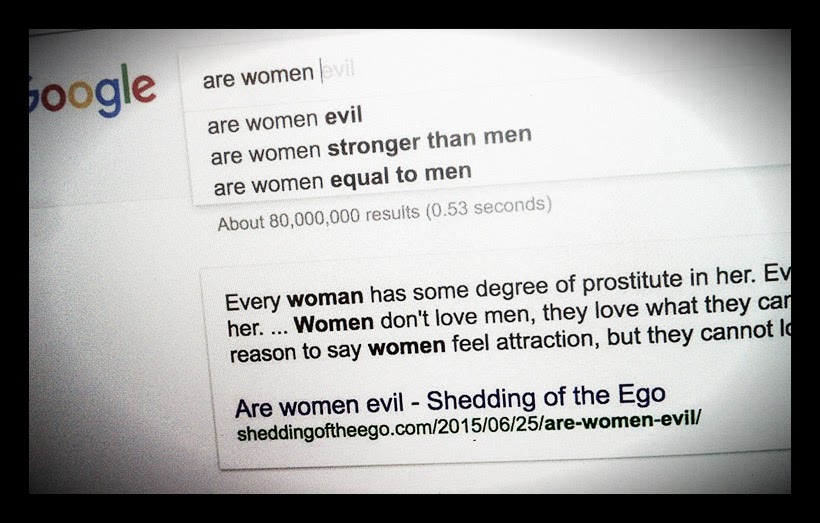 Google
are women evil
are women evil
are women stronger than men
are women equal to men
About 80,000,000 results (0.53 seconds)
Every woman has some degree of prostitute in her. Ev
her. ... Women don't love men, they love what they can
reason to say women feel attraction, but they cannot lo
Are women evil - Shedding of the Ego
sheddingoftheego.com/2015/06/25/are-women-evil/